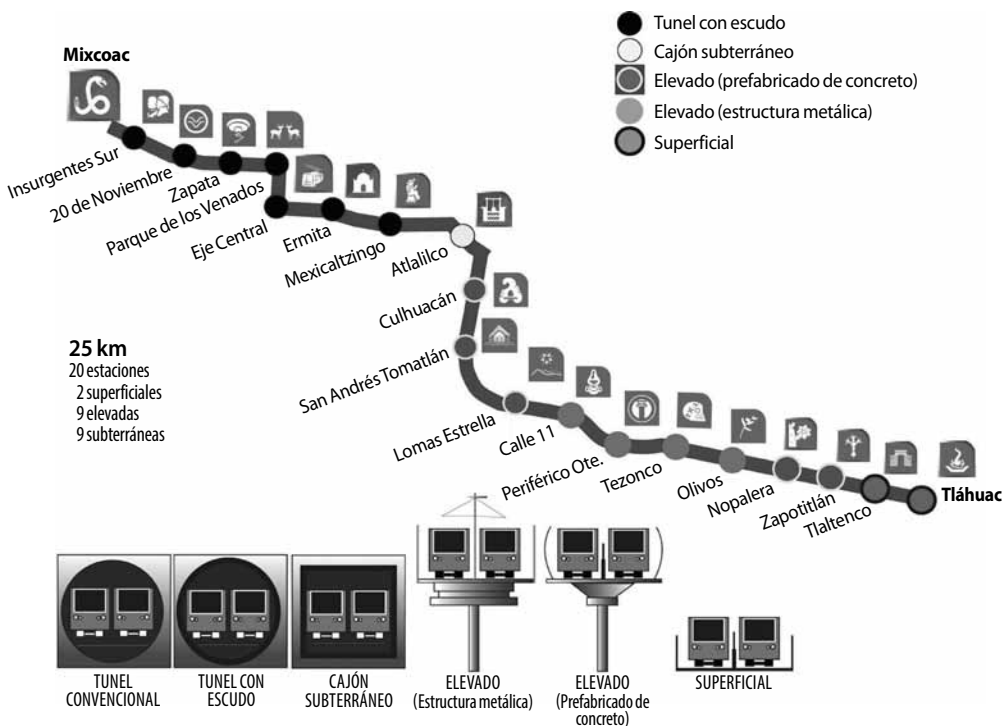 Tunel con escudo
Cajón subterráneo
Elevado (prefabricado de concreto)
Elevado (estructura metálica)
Superficial
Mixcoac
Insurgentes Sur
20 de Noviembre
Zapata
Parque de los Venados
Eje Central
Ermita
Mexicaltzingo
Atlalilco
Culhuacán
San Andrés Tomatlán
Lomas Estrella
Calle 11
Periférico Ote.
Tezonco
Olivos
Nopalera
Zapotitlán
Tlaltenco
Tláhuac
25 km
20 estaciones
2 superficiales
9 elevadas
9 subterráneas
TUNEL
CONVENCIONAL
TUNEL CON
ESCUDO
CAJÓN
SUBTERRÁNEO
ELEVADO
(Estructura metálica)
ELEVADO
(Prefabricado de
concreto)
SUPERFICIAL